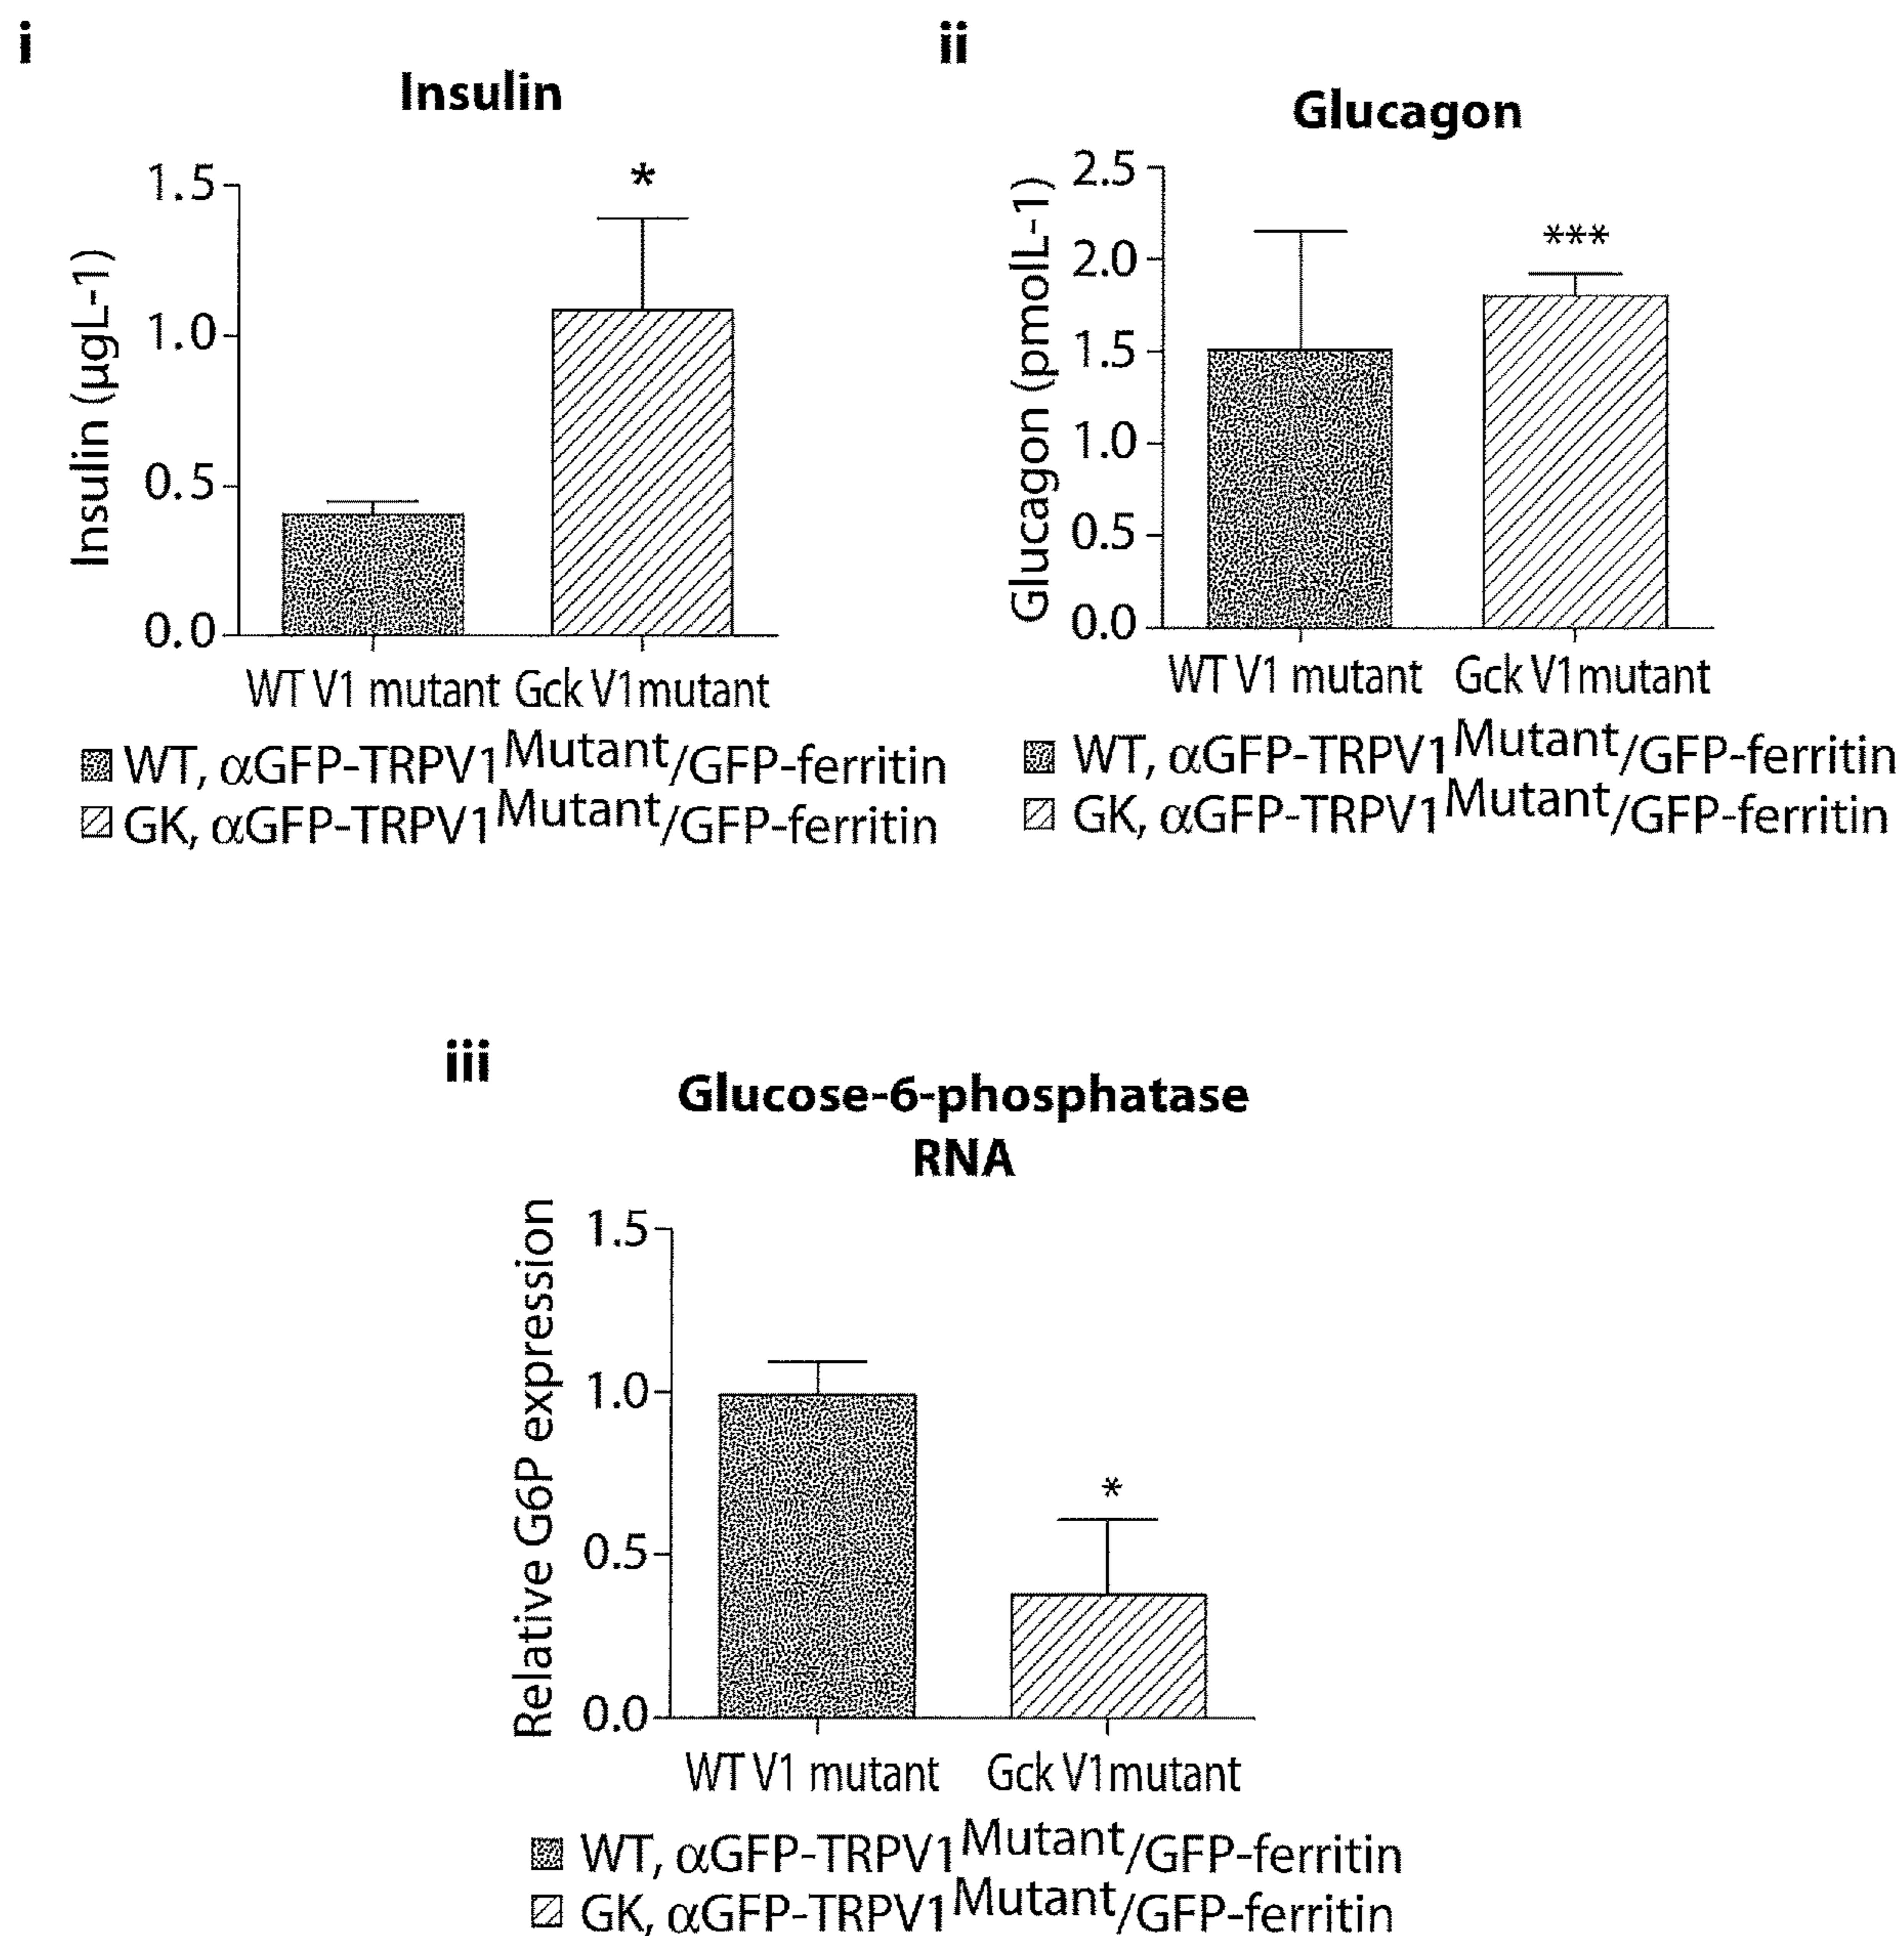 i
Insulin
Insulin (µgL-1)
1.5
1.0
0.5
0.0
*
WT V1 mutant Gck V1mutant
WT, αGFP-TRPV1Mutant/GFP-ferritin
GK, αGFP-TRPV1Mutant/GFP-ferritin
ii
Glucagon
Glucagon (pmolL-1)
2.5
2.0
1.5
1.0
0.5
0.0
***
WT V1 mutant Gck V1mutant
WT, αGFP-TRPV1Mutant/GFP-ferritin
GK, αGFP-TRPV1Mutant/GFP-ferritin
iii
Glucose-6-phosphatase
RNA
Relative G6P expression
1.5
1.0
0.5
0.0
*
WT V1 mutant Gck V1mutant
WT, αGFP-TRPV1Mutant/GFP-ferritin
GK, αGFP-TRPV1Mutant/GFP-ferritin